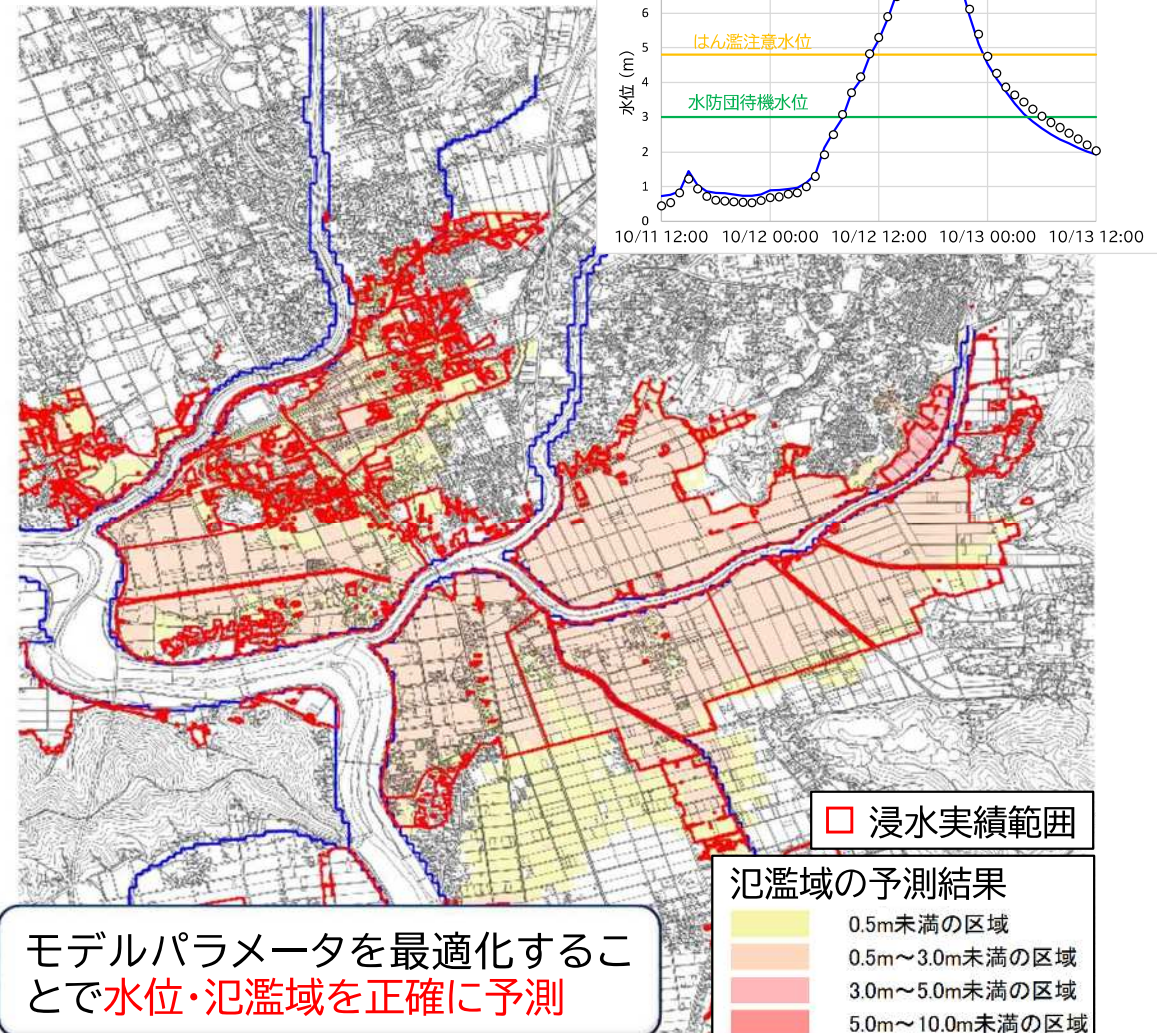 6
はん濫注意水位
5
4
水位（m）
水防団待機水位
3
2
1
0
10/11 12:00 10/12 00:00 10/12 12:00 10/13 00:00 10/13 12:00
浸水実績範囲
氾濫域の予測結果
0.5m未満の区域
0.5m～3.0m未満の区域
3.0m～5.0m未満の区域
5.0m～10.0m未満の区域
モデルパラメータを最適化するこ
とで水位・氾濫域を正確に予測